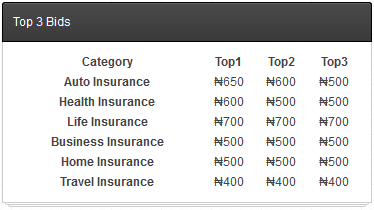 Top 3 Bids
Category Top1 Top2 Top3
Auto Insurance ₦650 ₦600 ₦500
Health Insurance ₦600 ₦500 ₦500
Life Insurance ₦700 ₦700 ₦700
Business Insurance ₦500 ₦500 ₦500
Home Insurance ₦500 ₦500 ₦500
Travel Insurance ₦400 ₦400 ₦400